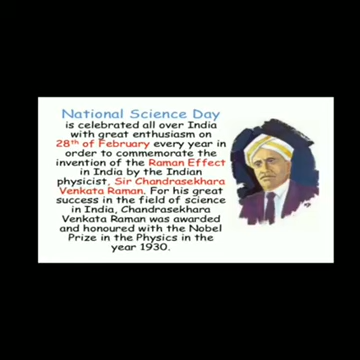 National Science Day
is celebrated all over India
with great enthusiasm on
28th of February every year in
order to commemorate the
invention of the Raman Effect
in India by the Indian
physicist, Sir Chandrasekhara
Venkata Raman. For his great
success in the field of science
in India, Chandrasekhara
Venkata Raman was awarded
and honoured with the Nobel
Prize in the Physics in the
year 1930.